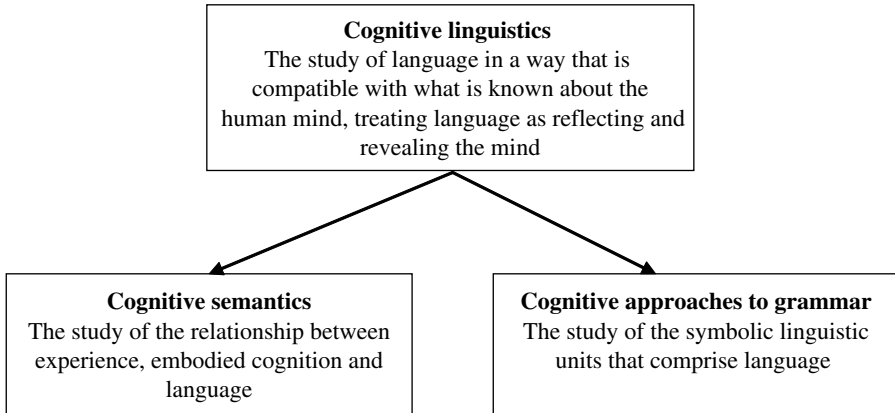 Cognitive linguistics
The study of language in a way that is
compatible with what is known about the
human mind, treating language as reflecting and
revealing the mind
Cognitive semantics
The study of the relationship between
experience, embodied cognition and
language
Cognitive approaches to grammar
The study of the symbolic linguistic
units that comprise language